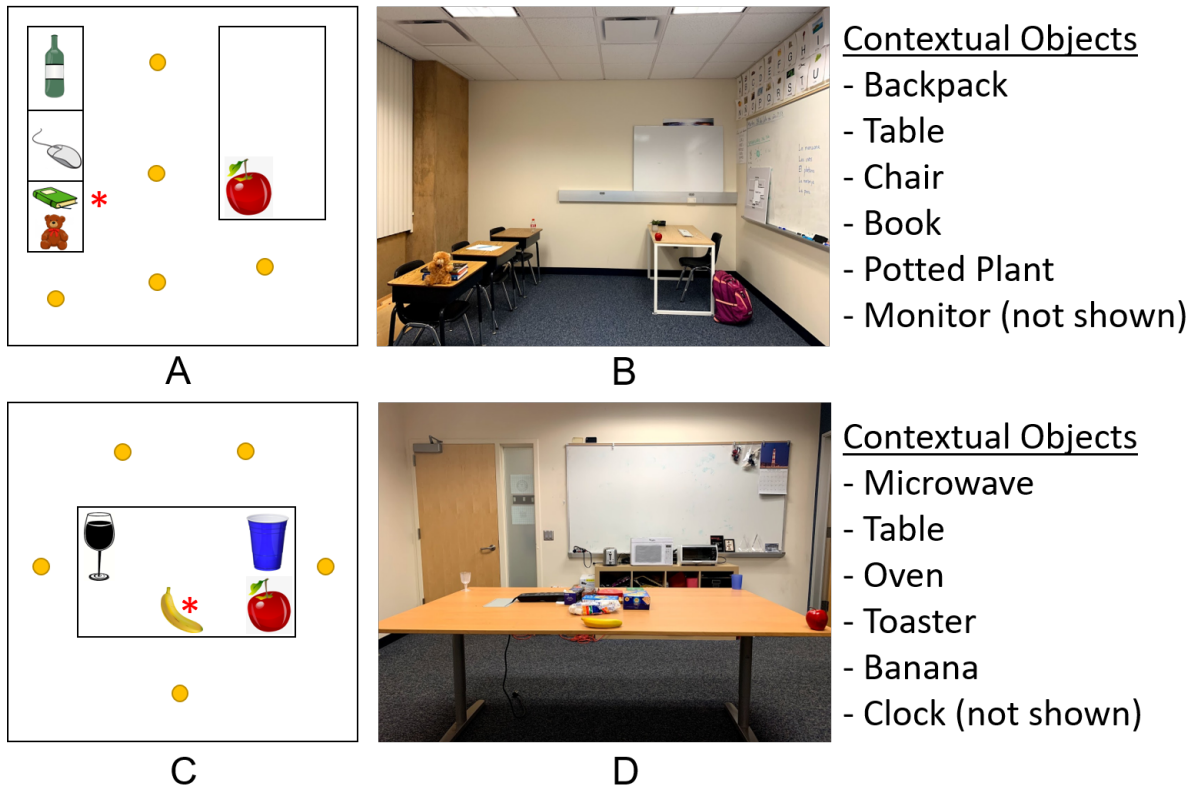 Contextual Objects
- Backpack
- Table
- Chair
- Book
- Potted Plant
- Monitor (not shown)
*
A
B
Contextual Objects
- Microwave
- Table
- Oven
- Toaster
- Banana
- Clock (not shown)
*
C
D